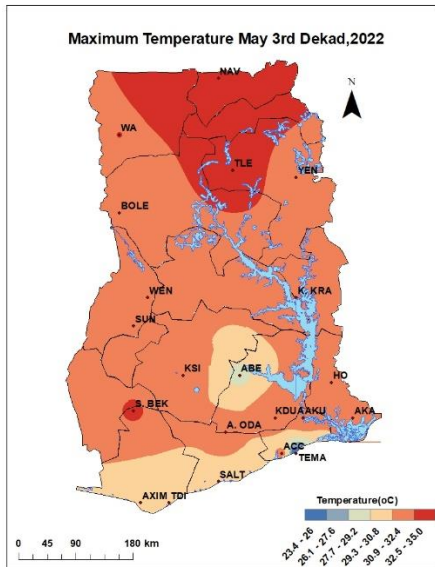 Maximum Temperature May 3rd Dekad,2022
NAV
N
WA
TLE
YEN
BOLE
WEN
K. KRA
SUN
KSI
ABE
HO
S. BEK
KDUA AKU
AKA
A. ODA
ACC
TEMA
SALT
AXIM TDI
Temperature(oC)
23.4 - 26
26.1 - 27.6
27.7 - 29.2
29.3 - 30.8
30.9 - 32.4
32.5 - 35.0
0 45 90 180 km